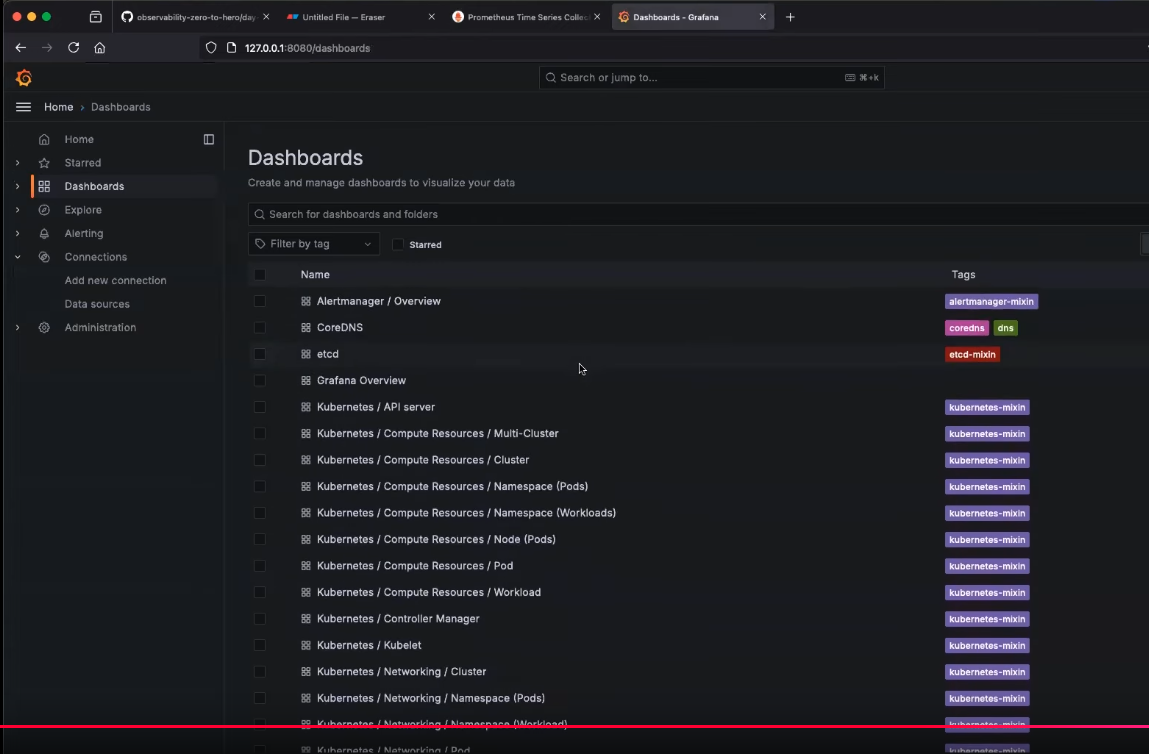 observability-zero-to-hero/day-
Untitled File — Eraser
Prometheus Time Series Collec
Dashboards - Grafana
127.0.0.1:8080/dashboards
Search or jump to...
⌘+k
Home › Dashboards
Home
Starred
Dashboards
Explore
Alerting
Connections
Add new connection
Data sources
Administration
Dashboards
Create and manage dashboards to visualize your data
Search for dashboards and folders
Filter by tag
Starred
Name Tags
Alertmanager / Overview alertmanager-mixin
CoreDNS coredns dns
etcd etcd-mixin
Grafana Overview
Kubernetes / API server kubernetes-mixin
Kubernetes / Compute Resources / Multi-Cluster kubernetes-mixin
Kubernetes / Compute Resources / Cluster kubernetes-mixin
Kubernetes / Compute Resources / Namespace (Pods) kubernetes-mixin
Kubernetes / Compute Resources / Namespace (Workloads) kubernetes-mixin
Kubernetes / Compute Resources / Node (Pods) kubernetes-mixin
Kubernetes / Compute Resources / Pod kubernetes-mixin
Kubernetes / Compute Resources / Workload kubernetes-mixin
Kubernetes / Controller Manager kubernetes-mixin
Kubernetes / Kubelet kubernetes-mixin
Kubernetes / Networking / Cluster kubernetes-mixin
Kubernetes / Networking / Namespace (Pods) kubernetes-mixin
Kubernetes / Networking / Namespace (Workload) kubernetes-mixin
Kubernetes / Networking / Pod kubernetes-mixin